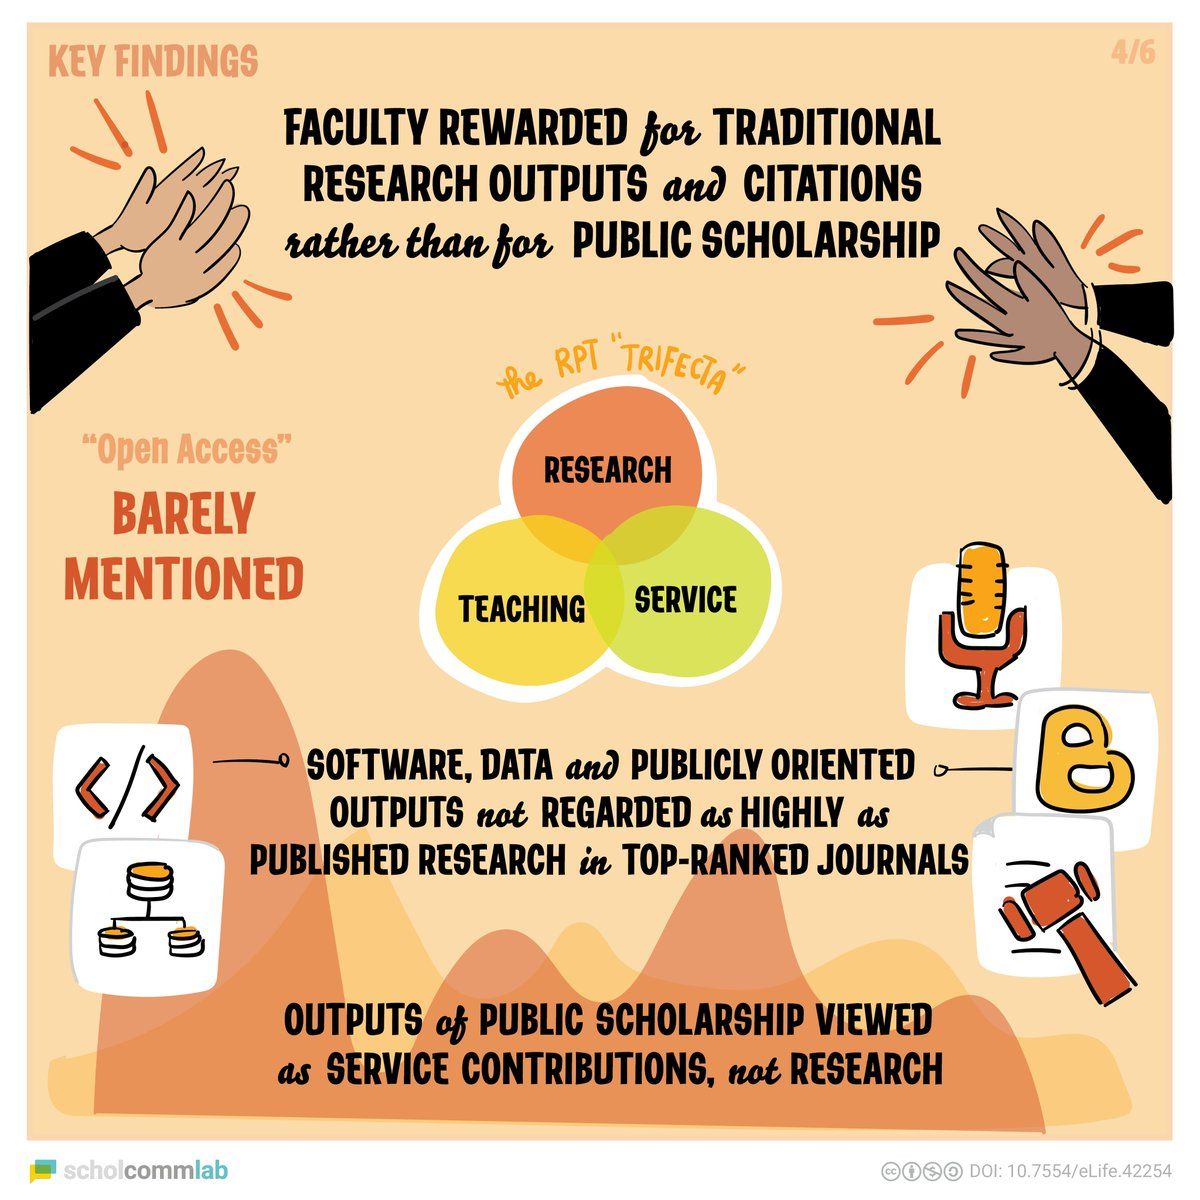 KEY FINDINGS
4/6
FACULTY REWARDED for TRADITIONAL
RESEARCH OUTPUTS and CITATIONS
rather than for PUBLIC SCHOLARSHIP
the RPT "TRIFECTA"
"Open Access"
BARELY
MENTIONED
RESEARCH
TEACHING
SERVICE
</>
B
SOFTWARE, DATA and PUBLICLY ORIENTED
OUTPUTS not REGARDED as HIGHLY as
PUBLISHED RESEARCH in TOP-RANKED JOURNALS
OUTPUTS of PUBLIC SCHOLARSHIP VIEWED
as SERVICE CONTRIBUTIONS, not RESEARCH
scholcommlab
cc DOI: 10.7554/eLife.42254